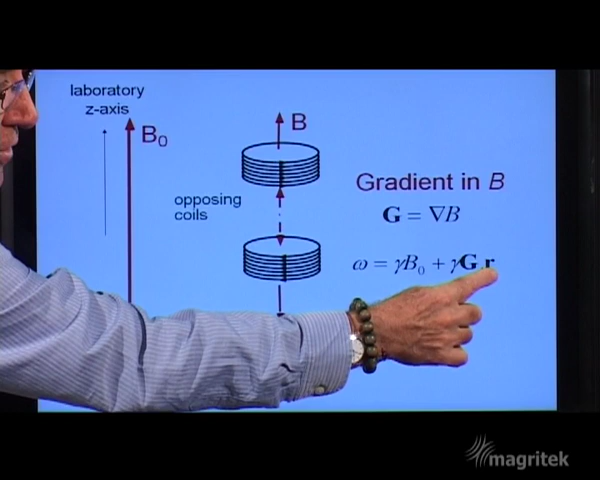 laboratory
z-axis
B₀
B
opposing
coils
Gradient in B
G = ∇B
ω = γB₀ + γG.r
magritek